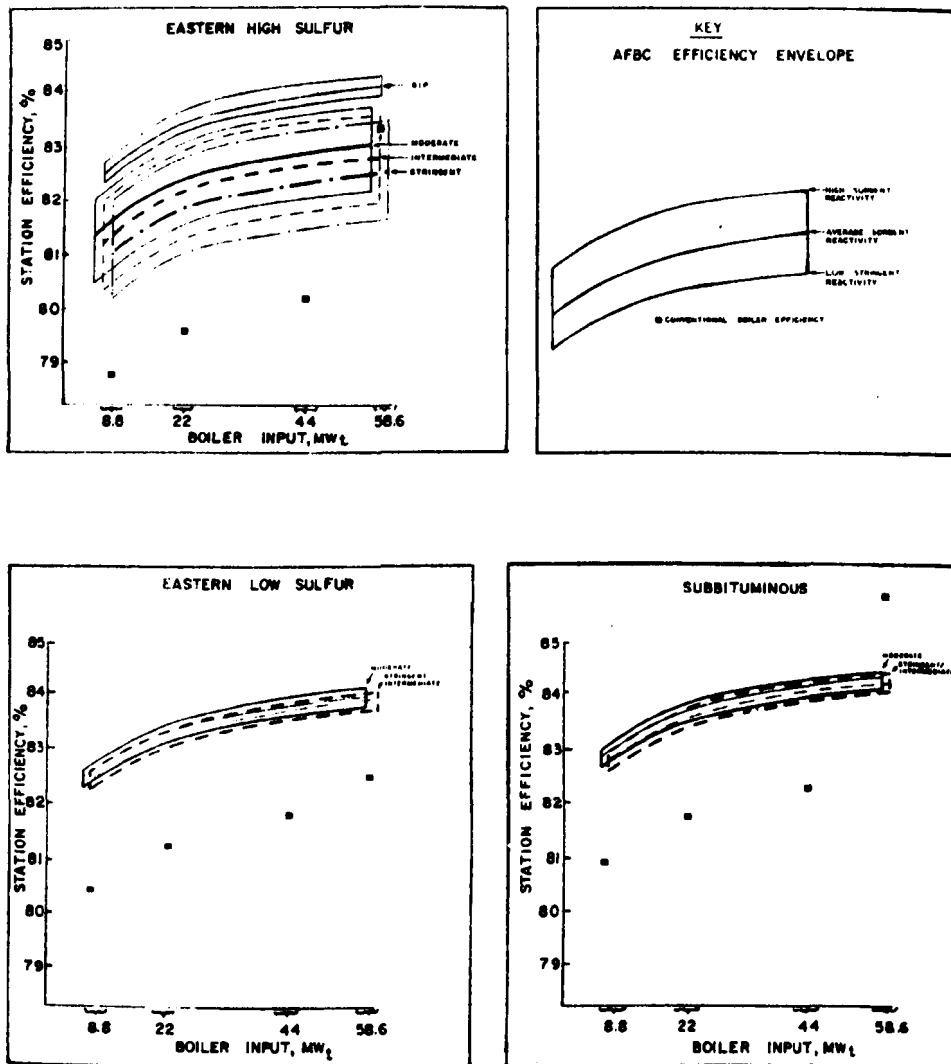 EASTERN HIGH SULFUR
STATION EFFICIENCY, %
85
84
83
82
81
80
79
SIP
MODERATE
INTERMEDIATE
STRINGENT
8.8
22
44
58.6
BOILER INPUT, MWt
KEY
AFBC EFFICIENCY ENVELOPE
HIGH SORBENT
REACTIVITY
AVERAGE SORBENT
REACTIVITY
LOW STRINGENT
REACTIVITY
CONVENTIONAL BOILER EFFICIENCY
EASTERN LOW SULFUR
STATION EFFICIENCY, %
85
84
83
82
81
80
79
MODERATE
STRINGENT
INTERMEDIATE
8.8
22
44
58.6
BOILER INPUT, MWt
SUBBITUMINOUS
STATION EFFICIENCY, %
85
84
83
82
81
80
79
MODERATE
STRINGENT/
INTERMEDIATE
8.8
22
44
58.6
BOILER INPUT, MWt